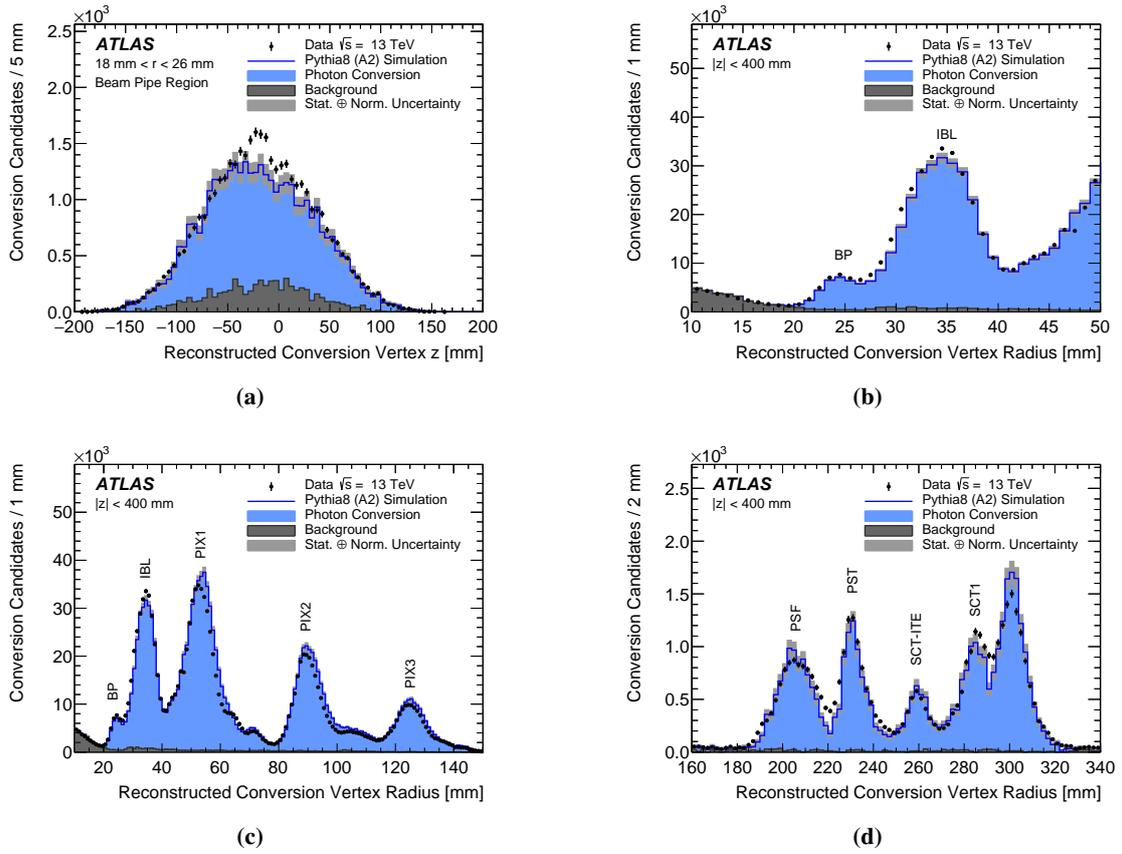 ×10³
ATLAS
18 mm < r < 26 mm
Beam Pipe Region
Data √s = 13 TeV
Pythia8 (A2) Simulation
Photon Conversion
Background
Stat. ⊕ Norm. Uncertainty
Conversion Candidates / 5 mm
2.5
2.0
1.5
1.0
0.5
0.0
−200 −150 −100 −50 0 50 100 150 200
Reconstructed Conversion Vertex z [mm]
(a)
×10³
ATLAS
|z| < 400 mm
Data √s = 13 TeV
Pythia8 (A2) Simulation
Photon Conversion
Background
Stat. ⊕ Norm. Uncertainty
IBL
BP
Conversion Candidates / 1 mm
50
40
30
20
10
0
10 15 20 25 30 35 40 45 50
Reconstructed Conversion Vertex Radius [mm]
(b)
×10³
ATLAS
|z| < 400 mm
Data √s = 13 TeV
Pythia8 (A2) Simulation
Photon Conversion
Background
Stat. ⊕ Norm. Uncertainty
BP
IBL
PIX1
PIX2
PIX3
Conversion Candidates / 1 mm
50
40
30
20
10
0
20 40 60 80 100 120 140
Reconstructed Conversion Vertex Radius [mm]
(c)
×10³
ATLAS
|z| < 400 mm
Data √s = 13 TeV
Pythia8 (A2) Simulation
Photon Conversion
Background
Stat. ⊕ Norm. Uncertainty
PSF
PST
SCT-ITE
SCT1
Conversion Candidates / 2 mm
2.5
2.0
1.5
1.0
0.5
0.0
160 180 200 220 240 260 280 300 320 340
Reconstructed Conversion Vertex Radius [mm]
(d)